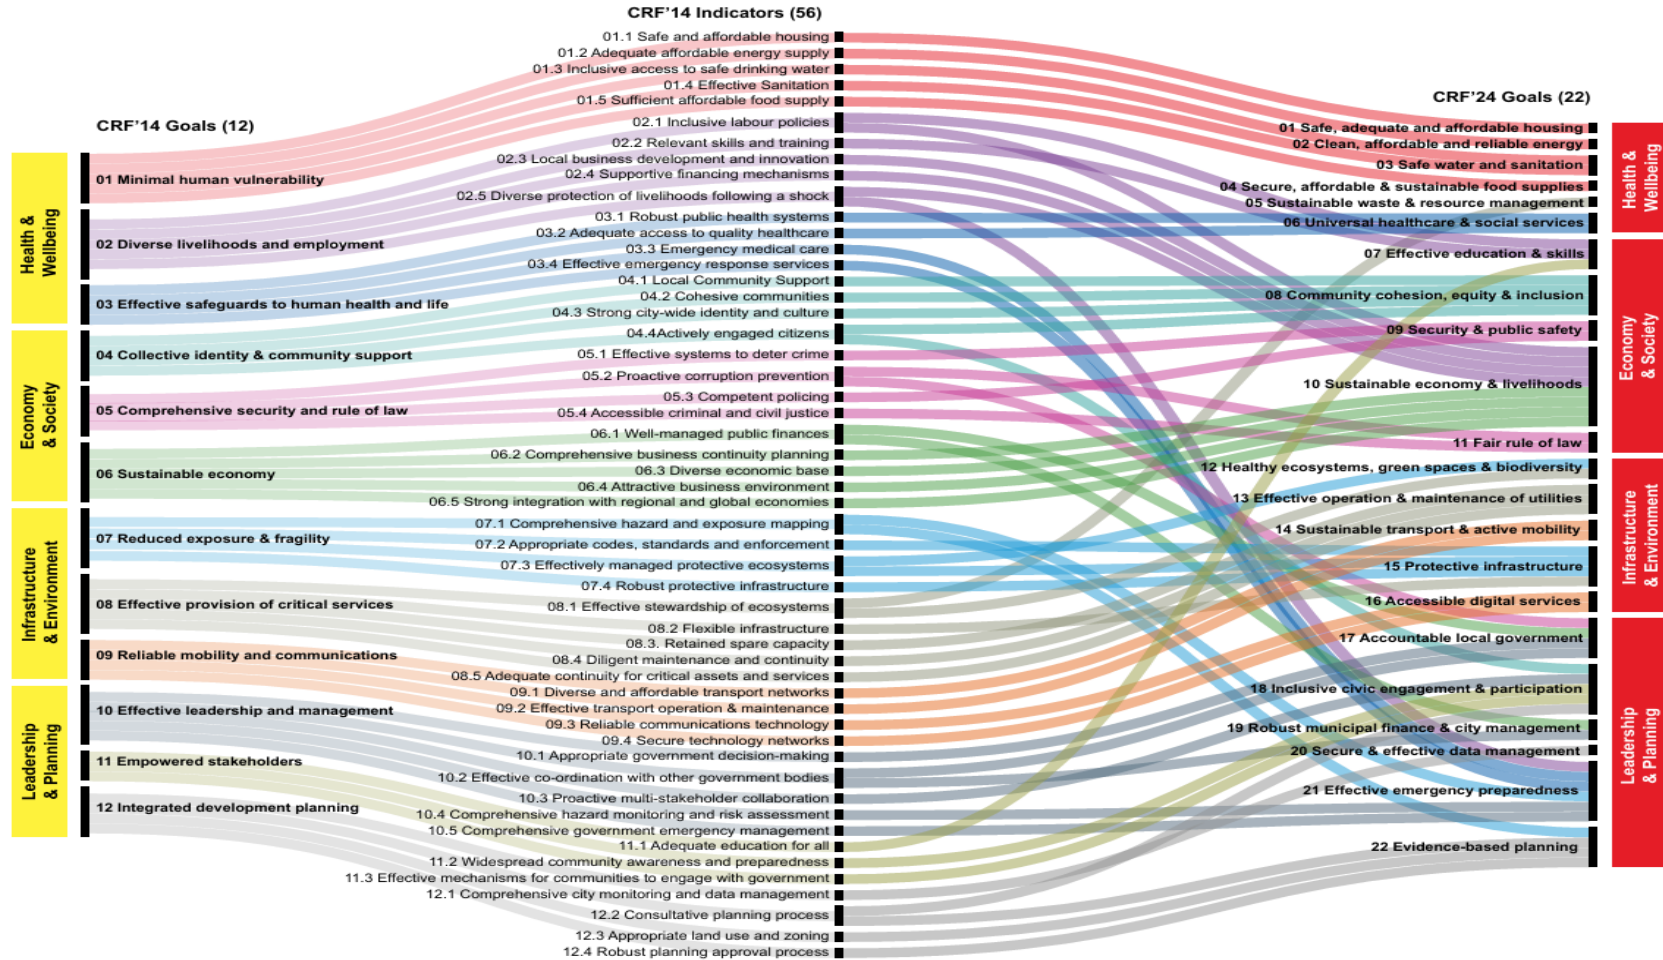 CRF'14 Goals (12)
Health &
Wellbeing
01 Minimal human vulnerability
02 Diverse livelihoods and employment
03 Effective safeguards to human health and life
Economy
& Society
04 Collective identity & community support
05 Comprehensive security and rule of law
06 Sustainable economy
Infrastructure
& Environment
07 Reduced exposure & fragility
08 Effective provision of critical services
09 Reliable mobility and communications
Leadership
& Planning
10 Effective leadership and management
11 Empowered stakeholders
12 Integrated development planning
CRF'14 Indicators (56)
01.1 Safe and affordable housing
01.2 Adequate affordable energy supply
01.3 Inclusive access to safe drinking water
01.4 Effective Sanitation
01.5 Sufficient affordable food supply
02.1 Inclusive labour policies
02.2 Relevant skills and training
02.3 Local business development and innovation
02.4 Supportive financing mechanisms
02.5 Diverse protection of livelihoods following a shock
03.1 Robust public health systems
03.2 Adequate access to quality healthcare
03.3 Emergency medical care
03.4 Effective emergency response services
04.1 Local Community Support
04.2 Cohesive communities
04.3 Strong city-wide identity and culture
04.4Actively engaged citizens
05.1 Effective systems to deter crime
05.2 Proactive corruption prevention
05.3 Competent policing
05.4 Accessible criminal and civil justice
06.1 Well-managed public finances
06.2 Comprehensive business continuity planning
06.3 Diverse economic base
06.4 Attractive business environment
06.5 Strong integration with regional and global economies
07.1 Comprehensive hazard and exposure mapping
07.2 Appropriate codes, standards and enforcement
07.3 Effectively managed protective ecosystems
07.4 Robust protective infrastructure
08.1 Effective stewardship of ecosystems
08.2 Flexible infrastructure
08.3. Retained spare capacity
08.4 Diligent maintenance and continuity
08.5 Adequate continuity for critical assets and services
09.1 Diverse and affordable transport networks
09.2 Effective transport operation & maintenance
09.3 Reliable communications technology
09.4 Secure technology networks
10.1 Appropriate government decision-making
10.2 Effective co-ordination with other government bodies
10.3 Proactive multi-stakeholder collaboration
10.4 Comprehensive hazard monitoring and risk assessment
10.5 Comprehensive government emergency management
11.1 Adequate education for all
11.2 Widespread community awareness and preparedness
11.3 Effective mechanisms for communities to engage with government
12.1 Comprehensive city monitoring and data management
12.2 Consultative planning process
12.3 Appropriate land use and zoning
12.4 Robust planning approval process
CRF'24 Goals (22)
01 Safe, adequate and affordable housing
02 Clean, affordable and reliable energy
03 Safe water and sanitation
04 Secure, affordable & sustainable food supplies
05 Sustainable waste & resource management
06 Universal healthcare & social services
Health &
Wellbeing
07 Effective education & skills
08 Community cohesion, equity & inclusion
09 Security & public safety
10 Sustainable economy & livelihoods
11 Fair rule of law
Economy
& Society
12 Healthy ecosystems, green spaces & biodiversity
13 Effective operation & maintenance of utilities
14 Sustainable transport & active mobility
15 Protective infrastructure
16 Accessible digital services
Infrastructure
& Environment
17 Accountable local government
18 Inclusive civic engagement & participation
19 Robust municipal finance & city management
20 Secure & effective data management
21 Effective emergency preparedness
22 Evidence-based planning
Leadership
& Planning